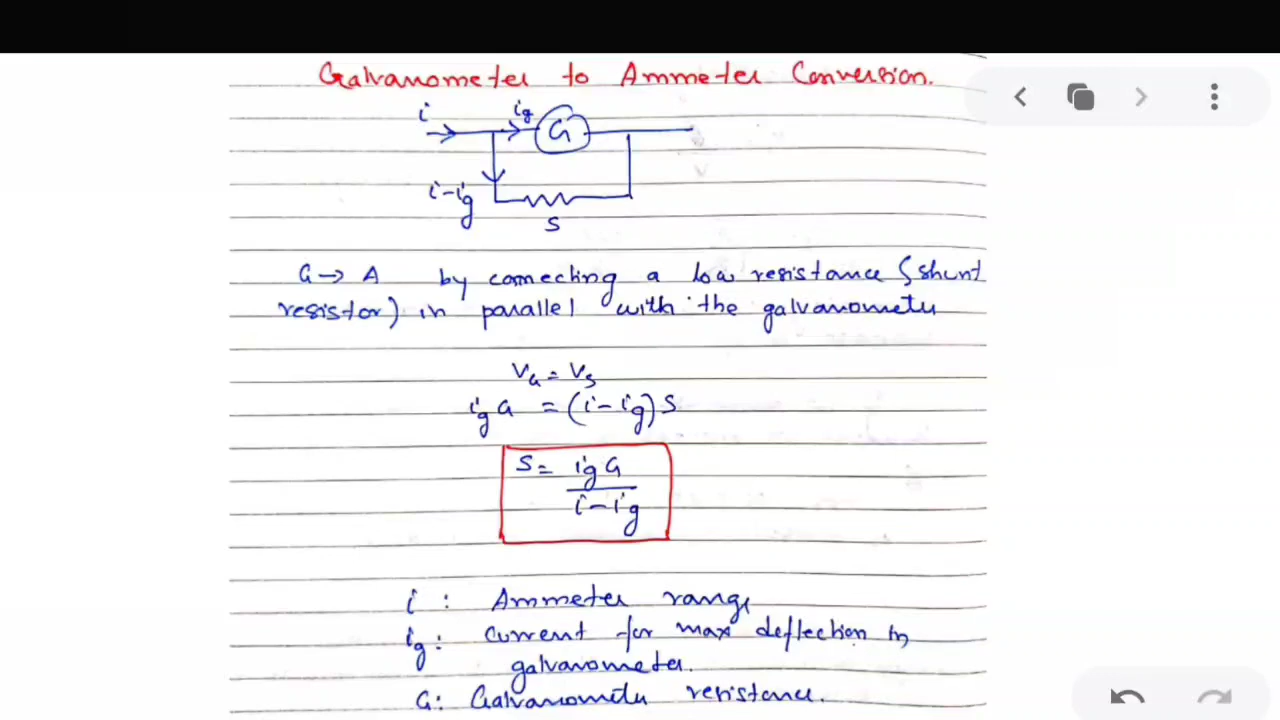 Galvanometer to Ammeter Conversion.
i ig G
i-ig
S
G → A by connecting a low resistance (shunt
resistor) in parallel with the galvanometer
VG = VS
ig G = (i-ig) S
S = ig G
i-ig
i : Ammeter range
ig: current for max deflection in
galvanometer.
G: Galvanometer resistance.